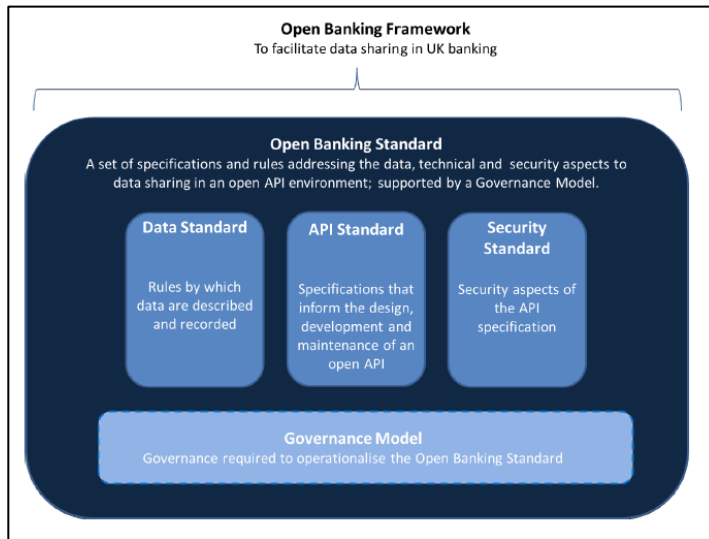 Open Banking Framework
To facilitate data sharing in UK banking
Open Banking Standard
A set of specifications and rules addressing the data, technical and security aspects to
data sharing in an open API environment; supported by a Governance Model.
Data Standard
Rules by which
data are described
and recorded
API Standard
Specifications that
inform the design,
development and
maintenance of an
open API
Security
Standard
Security aspects of
the API
specification
Governance Model
Governance required to operationalise the Open Banking Standard